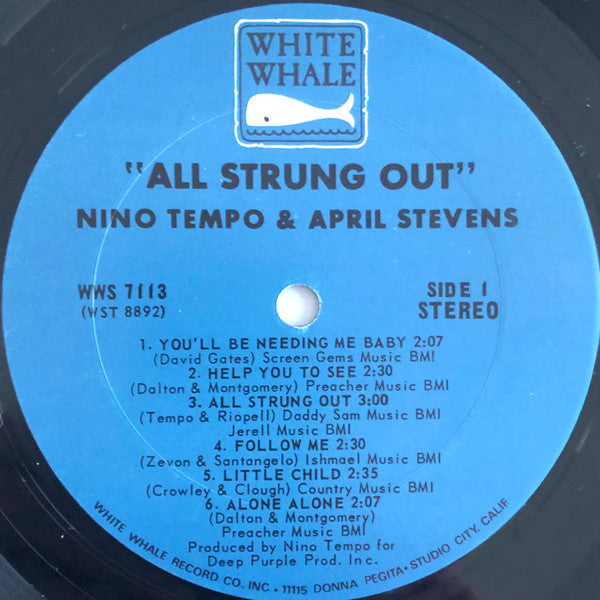 WHITE
WHALE
"ALL STRUNG OUT"
NINO TEMPO & APRIL STEVENS
WWS 7113
(WST 8892)
SIDE 1
STEREO
1. YOU'LL BE NEEDING ME BABY 2:07
(David Gates) Screen Gems Music BMI
2. HELP YOU TO SEE 2:30
(Dalton & Montgomery) Preacher Music BMI
3. ALL STRUNG OUT 3:00
(Tempo & Riopell) Daddy Sam Music BMI
Jerell Music BMI
4. FOLLOW ME 2:30
(Zevon & Santangelo) Ishmael Music BMI
5. LITTLE CHILD 2:35
(Crowley & Clough) Country Music BMI
6. ALONE ALONE 2:07
(Dalton & Montgomery)
Preacher Music BMI
Produced by Nino Tempo for
Deep Purple Prod. Inc.
WHITE WHALE RECORD CO. INC. • 11115 DONNA PEGITA • STUDIO CITY, CALIF.